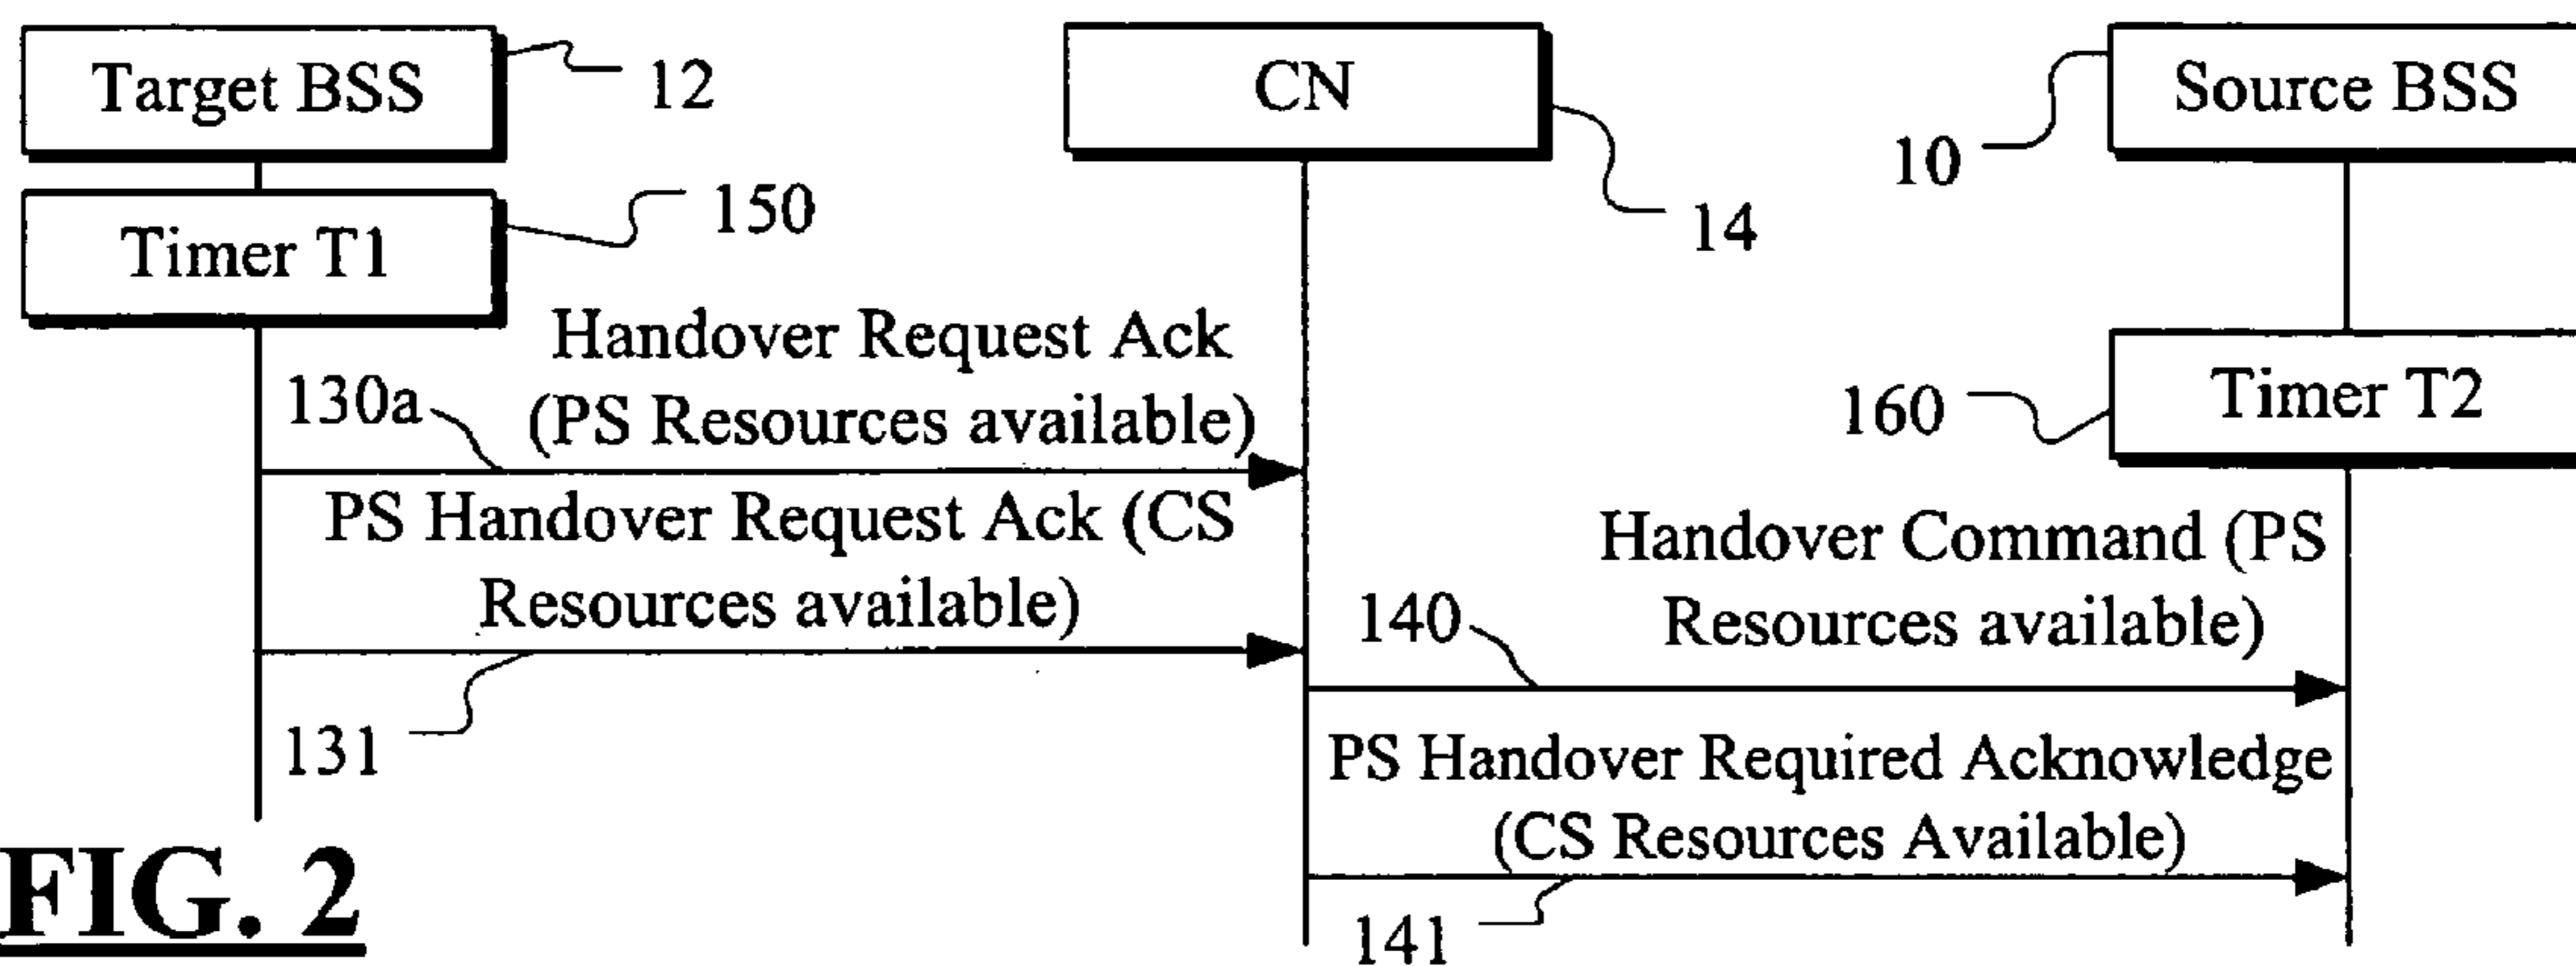 Target BSS
12
CN
14
Source BSS
10
Timer T1
150
Timer T2
160
Handover Request Ack
(PS Resources available)
130a
PS Handover Request Ack (CS
Resources available)
131
Handover Command (PS
Resources available)
140
PS Handover Required Acknowledge
(CS Resources Available)
141
FIG. 2